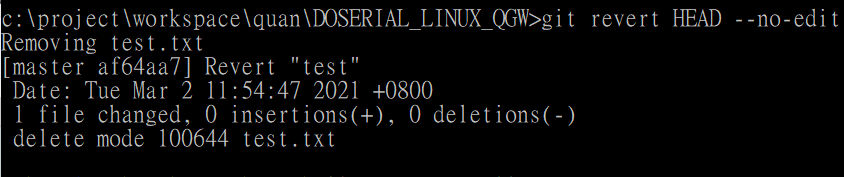 c:\project\workspace\quan\DOSERIAL_LINUX_QGW>git revert HEAD --no-edit
Removing test.txt
[master af64aa7] Revert "test"
 Date: Tue Mar 2 11:54:47 2021 +0800
 1 file changed, 0 insertions(+), 0 deletions(-)
 delete mode 100644 test.txt